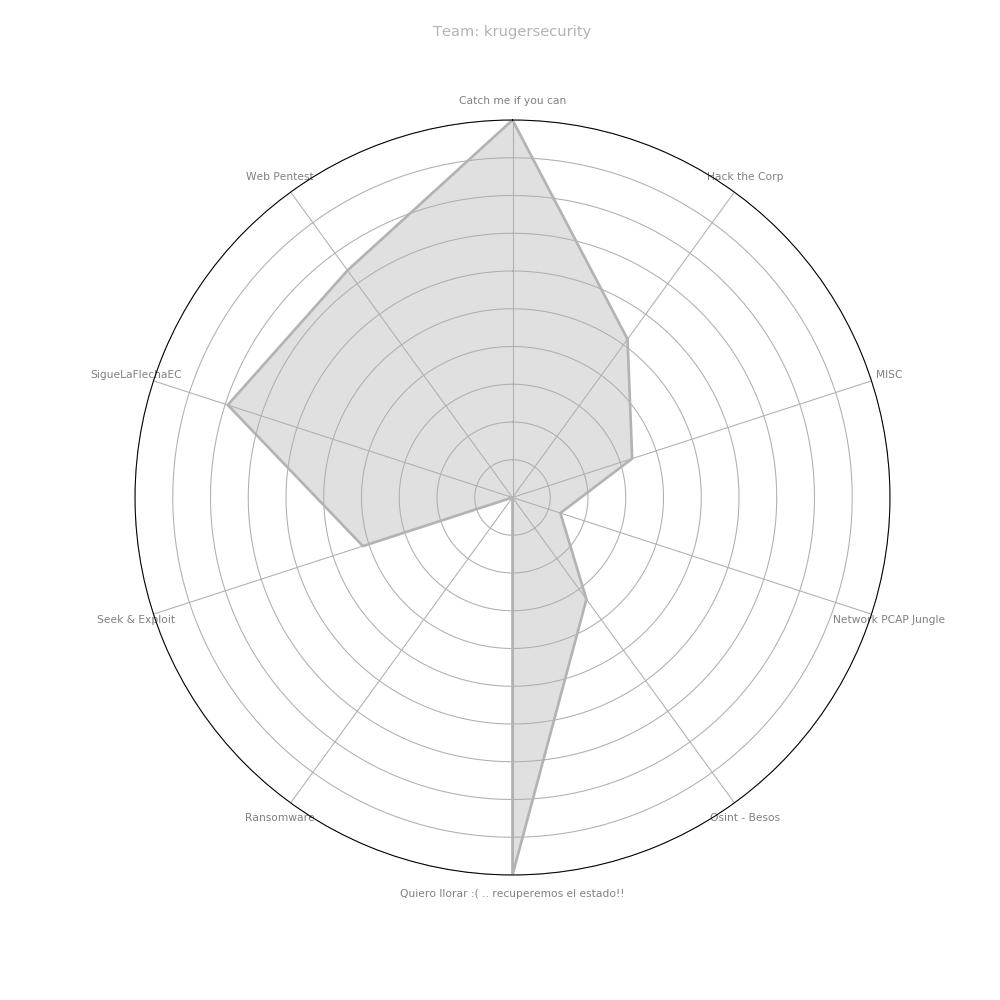 Team: krugersecurity
Catch me if you can
Web Pentest
Hack the Corp
SigueLaFlechaEC
MISC
Seek & Exploit
Network PCAP Jungle
Ransomware
Osint - Besos
Quiero llorar :( .. recuperemos el estado!!